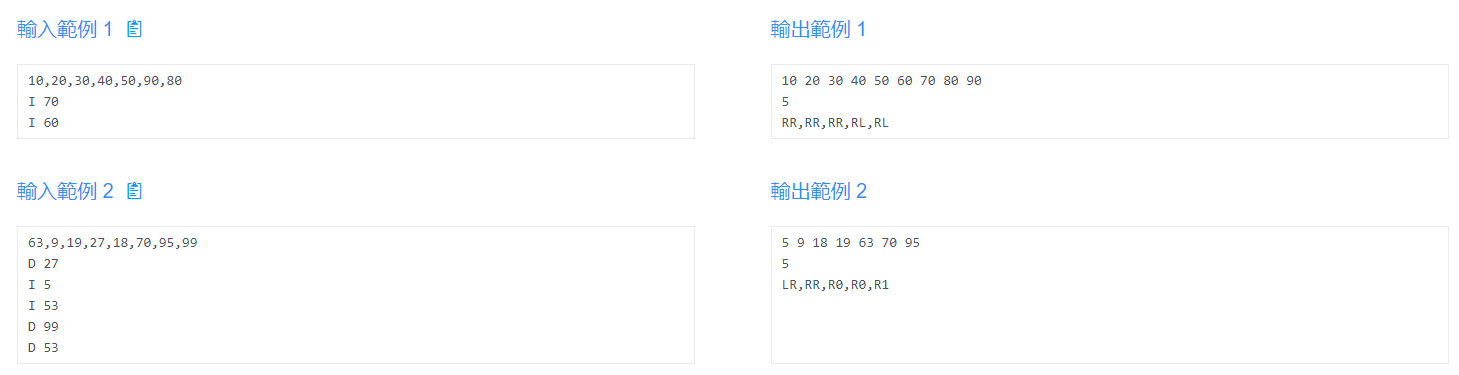 輸入範例 1
10,20,30,40,50,90,80
I 70
I 60
輸出範例 1
10 20 30 40 50 60 70 80 90
5
RR,RR,RR,RL,RL
輸入範例 2
63,9,19,27,18,70,95,99
D 27
I 5
I 53
D 99
D 53
輸出範例 2
5 9 18 19 63 70 95
5
LR,RR,R0,R0,R1